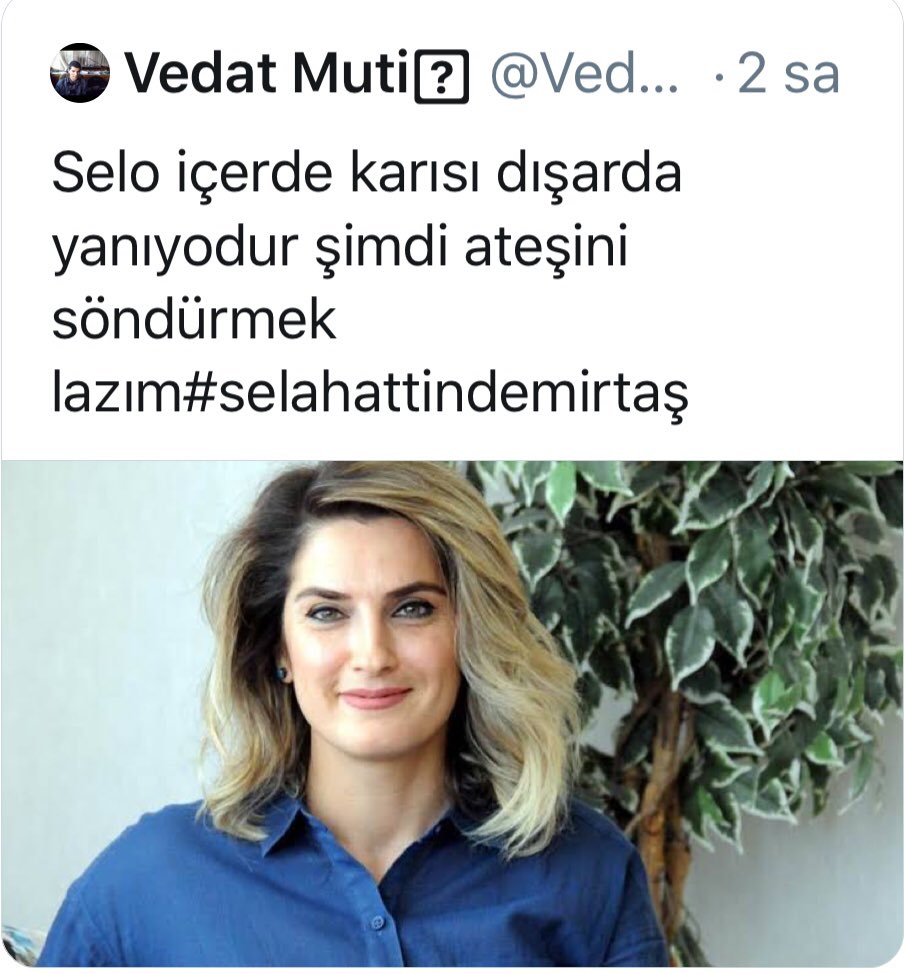 Vedat Muti @Ved... · 2 sa
Selo içerde karısı dışarda
yanıyodur şimdi ateşini
söndürmek
lazım#selahattindemirtaş